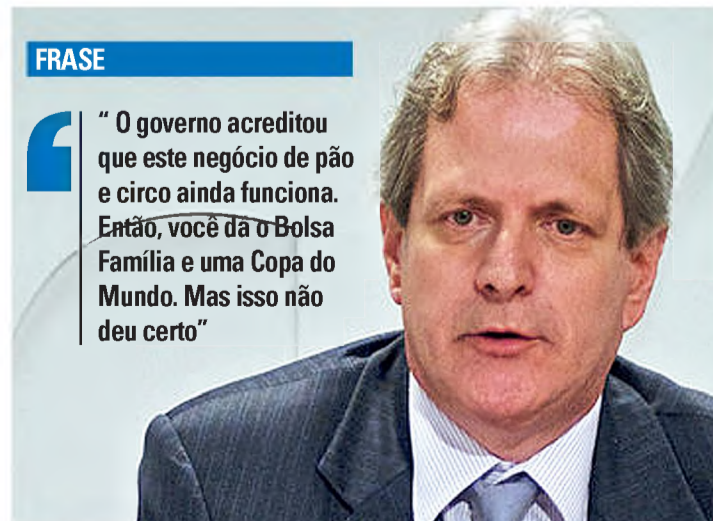 FRASE
“ O governo acreditou
que este negócio de pão
e circo ainda funciona.
Então, você dá o Bolsa
Família e uma Copa do
Mundo. Mas isso não
deu certo”